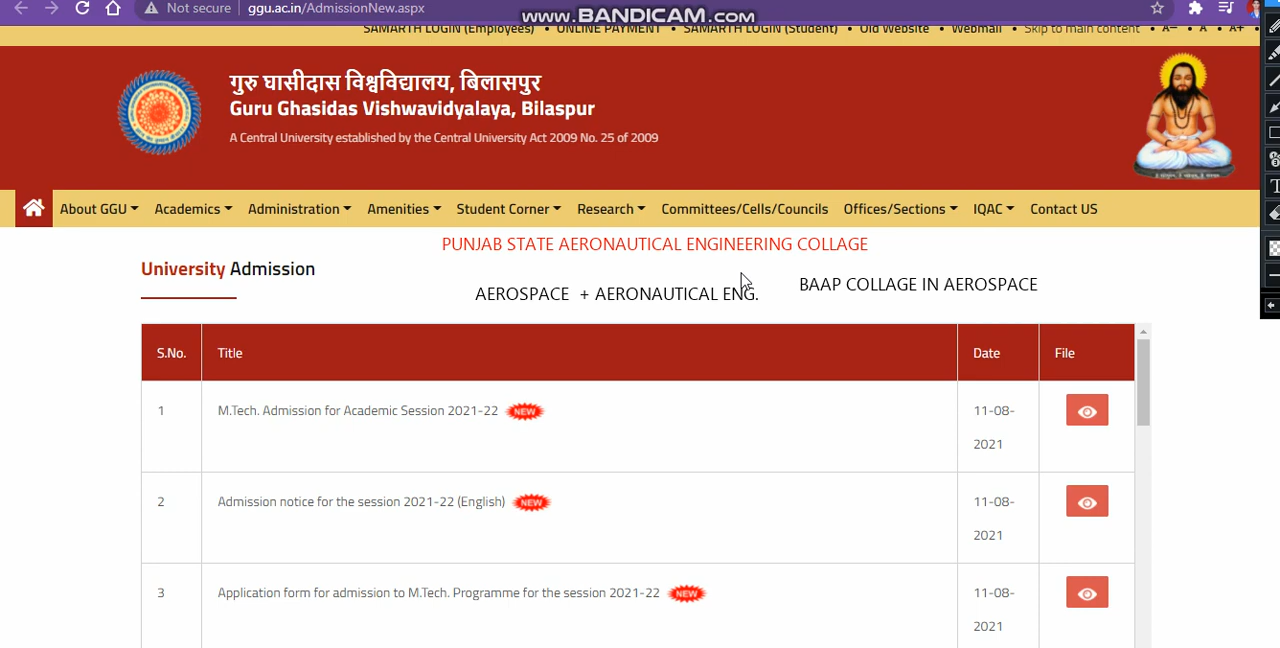 Not secure ggu.ac.in/AdmissionNew.aspx
www.BANDICAM.com
SAMARTH LOGIN (Employees) • ONLINE PAYMENT • SAMARTH LOGIN (Student) • Old Website • Webmail • Skip to main content • A- • A • A+ •
गुरु घासीदास विश्वविद्यालय, बिलासपुर
Guru Ghasidas Vishwavidyalaya, Bilaspur
A Central University established by the Central University Act 2009 No. 25 of 2009
About GGU Academics Administration Amenities Student Corner Research Committees/Cells/Councils Offices/Sections IQAC Contact US
PUNJAB STATE AERONAUTICAL ENGINEERING COLLAGE
University Admission
AEROSPACE + AERONAUTICAL ENG.
BAAP COLLAGE IN AEROSPACE
S.No. Title Date File
1 M.Tech. Admission for Academic Session 2021-22 NEW 11-08-
2021
2 Admission notice for the session 2021-22 (English) NEW 11-08-
2021
3 Application form for admission to M.Tech. Programme for the session 2021-22 NEW 11-08-
2021